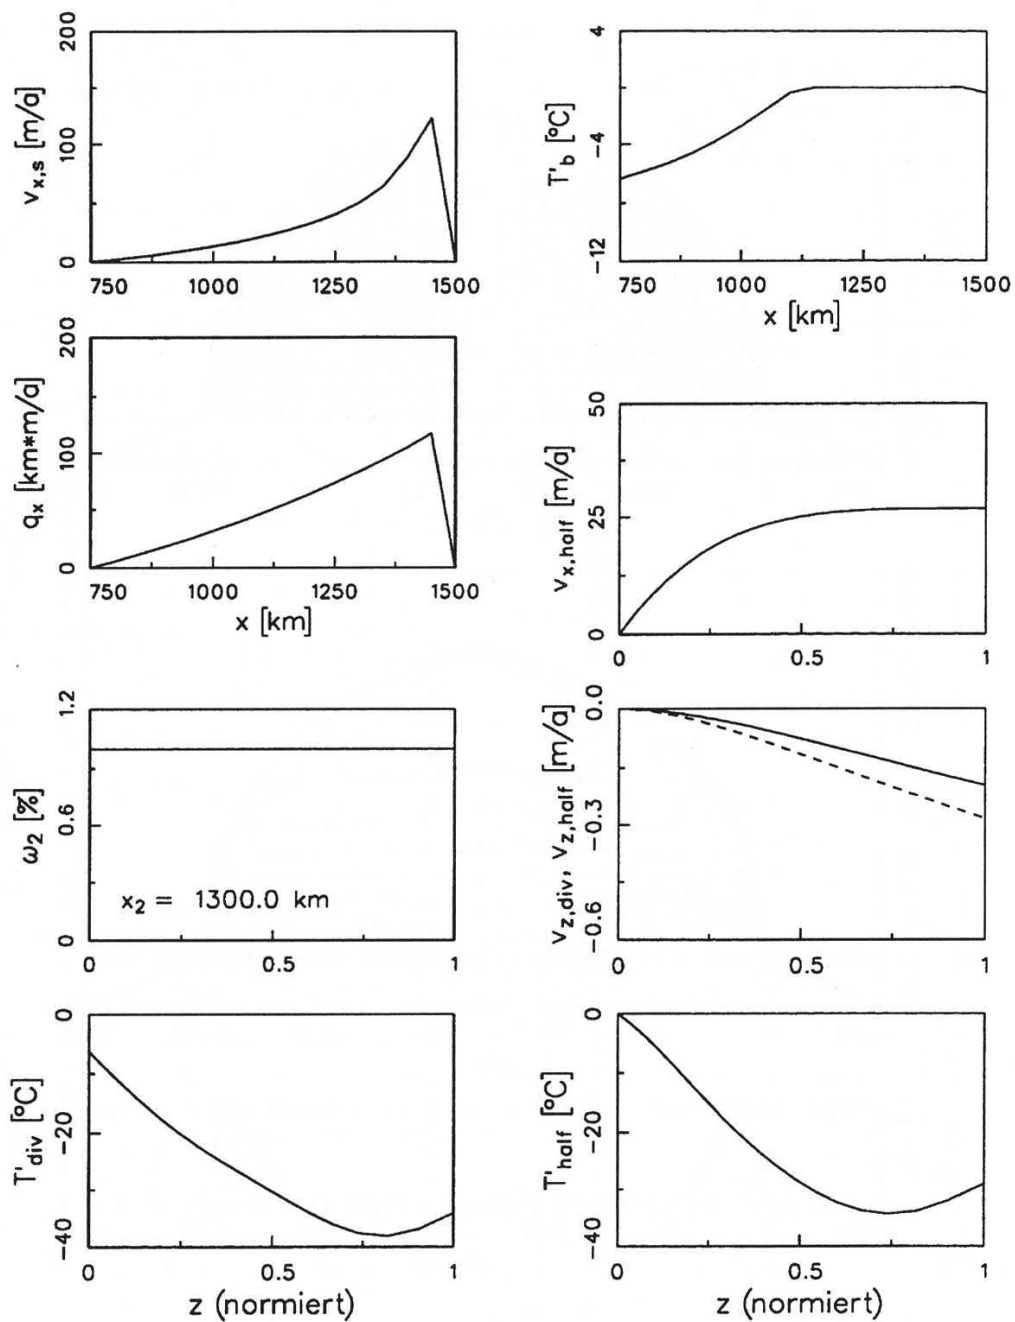 200
100
0
v_x,s [m/a]
750 1000 1250 1500
4
-4
-12
T'_b [°C]
750 1000 1250 1500
x [km]
200
100
0
q_x [km*m/a]
750 1000 1250 1500
x [km]
50
25
0
v_x,half [m/a]
0 0.5 1
1.2
0.6
0
ω_2 [%]
x_2 = 1300.0 km
0 0.5 1
0.0
-0.3
-0.6
v_z,div, v_z,half [m/a]
0 0.5 1
0
-20
-40
T'_div [°C]
0 0.5 1
z (normiert)
0
-20
-40
T'_half [°C]
0 0.5 1
z (normiert)